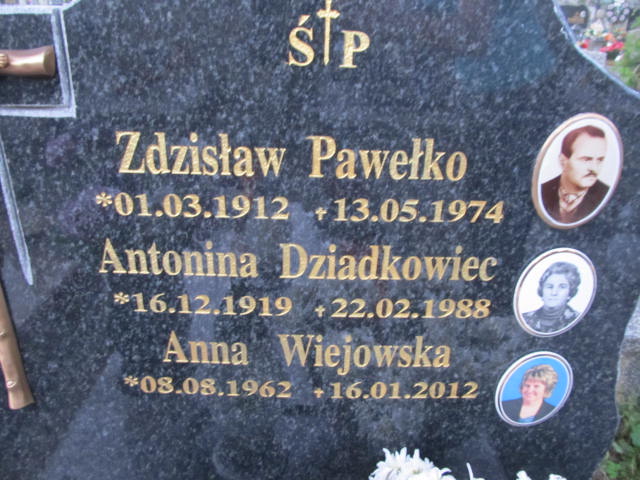 Ś†P
Zdzisław Pawełko
*01.03.1912 +13.05.1974
Antonina Dziadkowiec
*16.12.1919 +22.02.1988
Anna Wiejowska
*08.08.1962 +16.01.2012